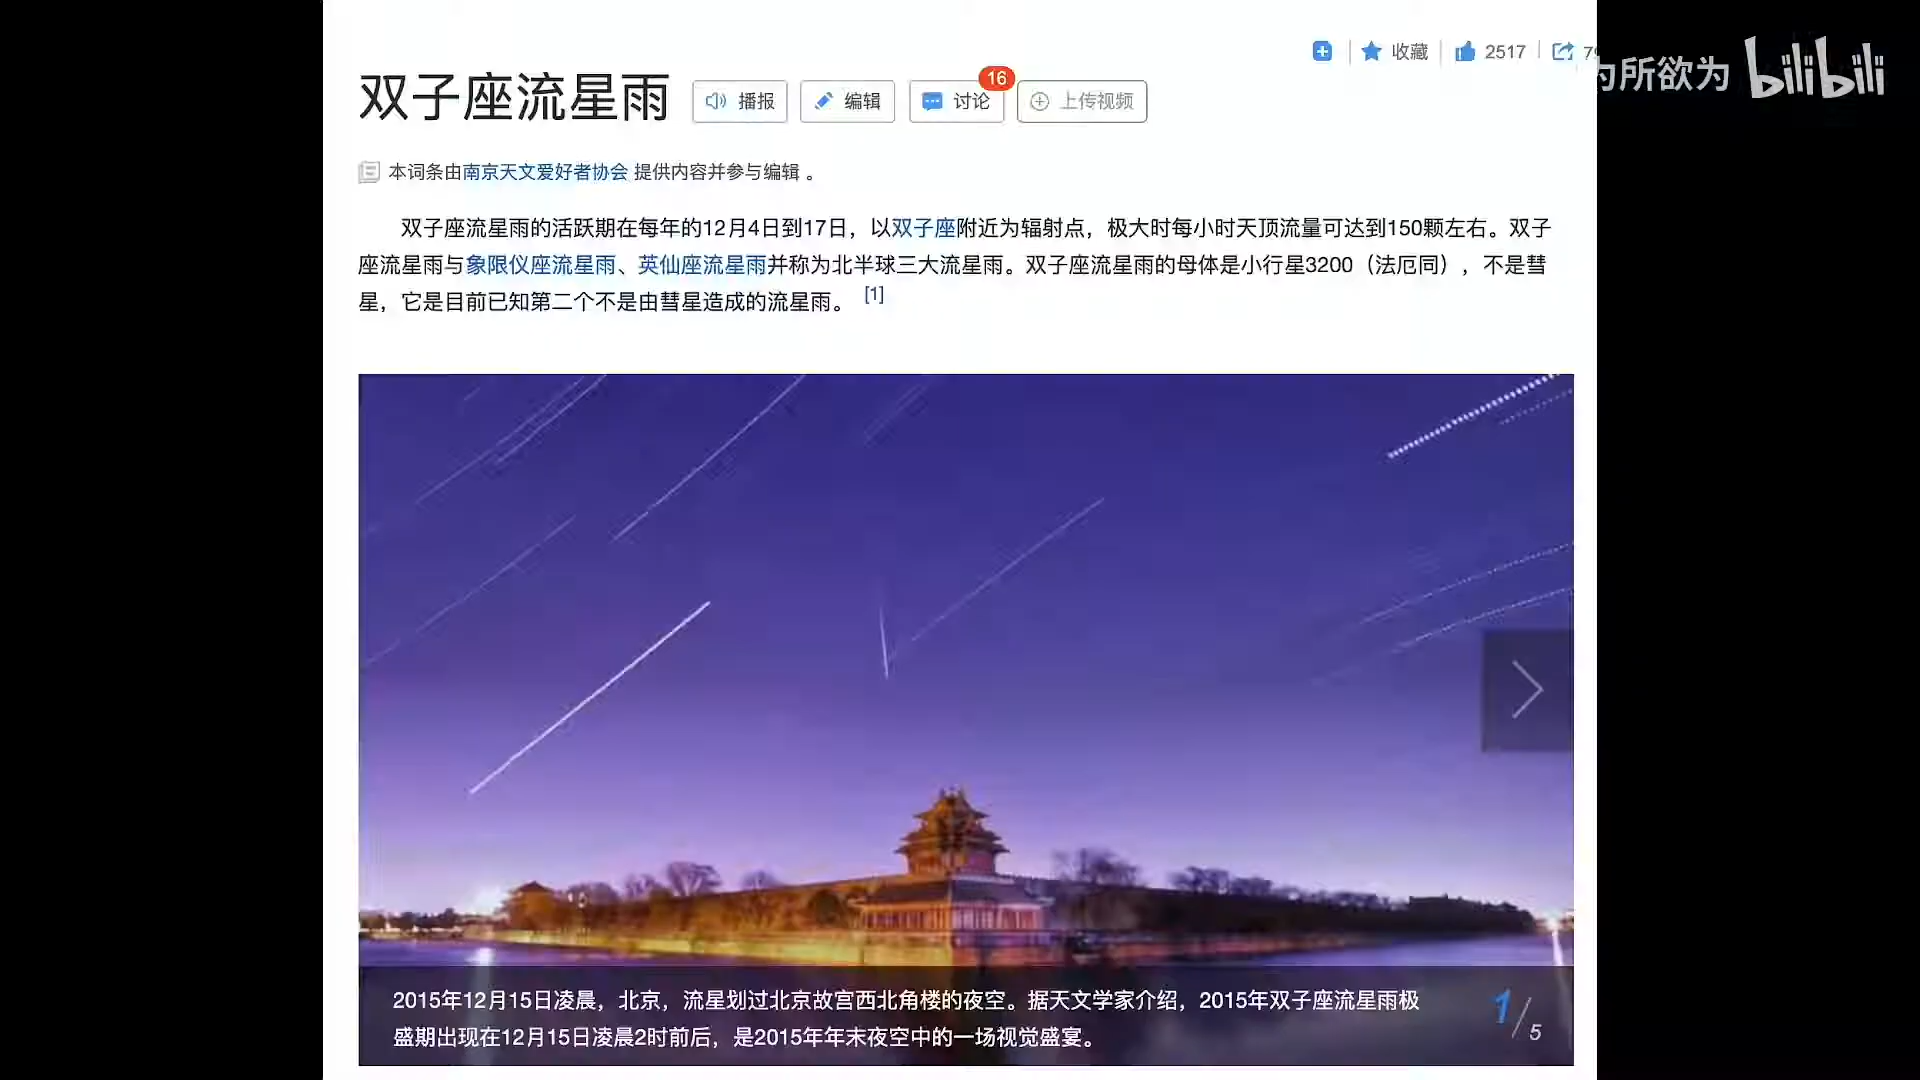 收藏 2517
为所欲为 bilibili
双子座流星雨 播报 编辑 讨论 16 上传视频
本词条由南京天文爱好者协会 提供内容并参与编辑 。
双子座流星雨的活跃期在每年的12月4日到17日，以双子座附近为辐射点，极大时每小时天顶流量可达到150颗左右。双子
座流星雨与象限仪座流星雨、英仙座流星雨并称为北半球三大流星雨。双子座流星雨的母体是小行星3200（法厄同），不是彗
星，它是目前已知第二个不是由彗星造成的流星雨。 [1]
2015年12月15日凌晨，北京，流星划过北京故宫西北角楼的夜空。据天文学家介绍，2015年双子座流星雨极
盛期出现在12月15日凌晨2时前后，是2015年年末夜空中的一场视觉盛宴。
1/5